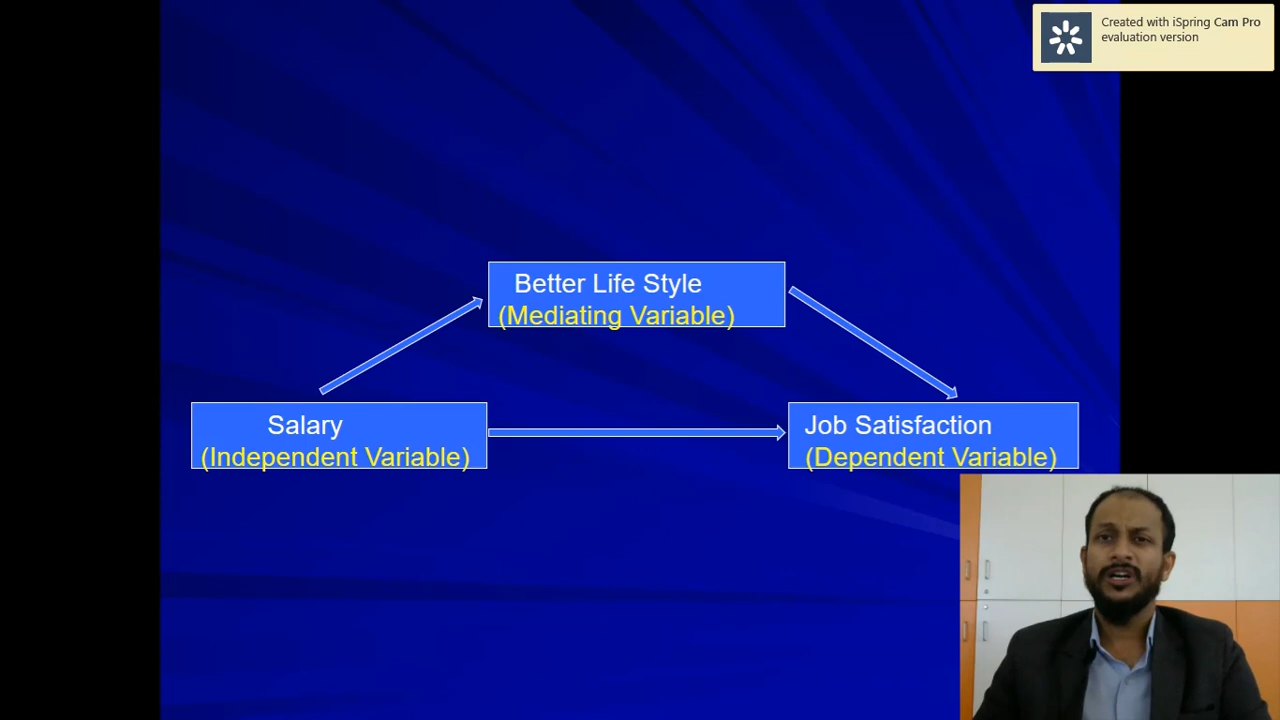 Created with iSpring Cam Pro
evaluation version
Better Life Style
(Mediating Variable)
Salary
(Independent Variable)
Job Satisfaction
(Dependent Variable)